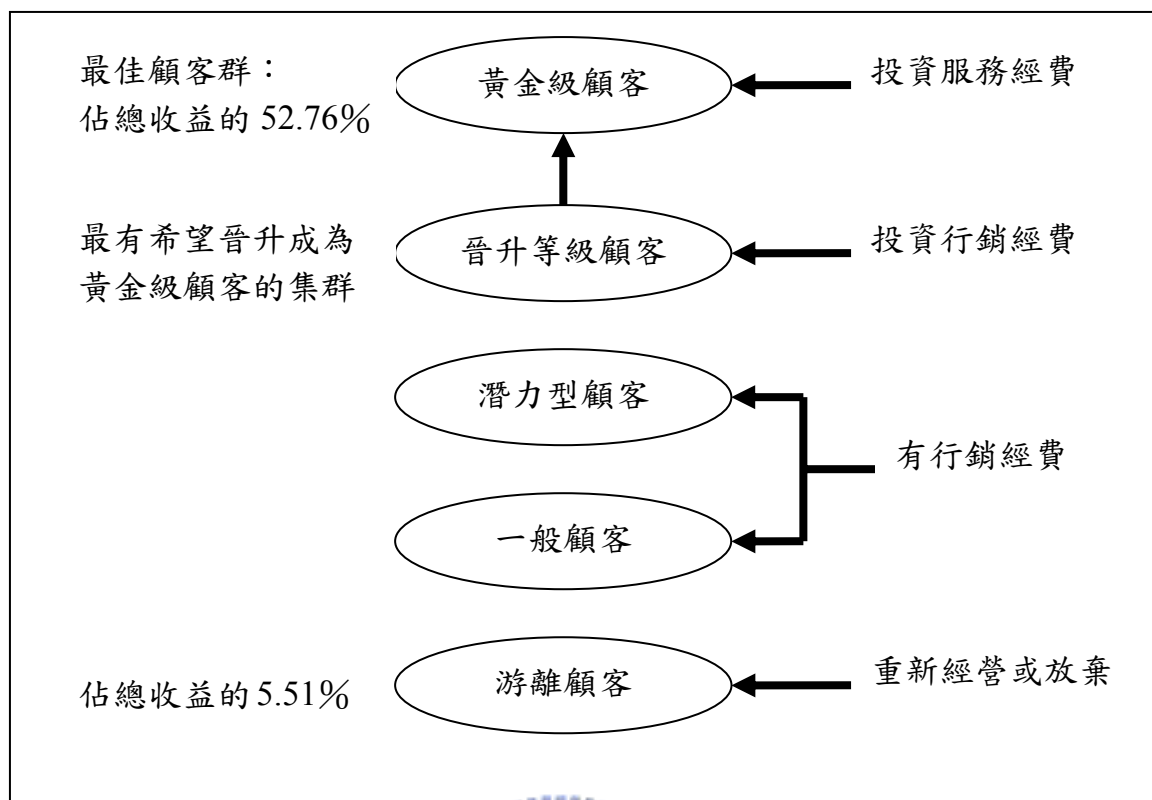 最佳顧客群：
佔總收益的 52.76%
黃金級顧客
投資服務經費
最有希望晉升成為
黃金級顧客的集群
晉升等級顧客
投資行銷經費
潛力型顧客
有行銷經費
一般顧客
佔總收益的 5.51%
游離顧客
重新經營或放棄